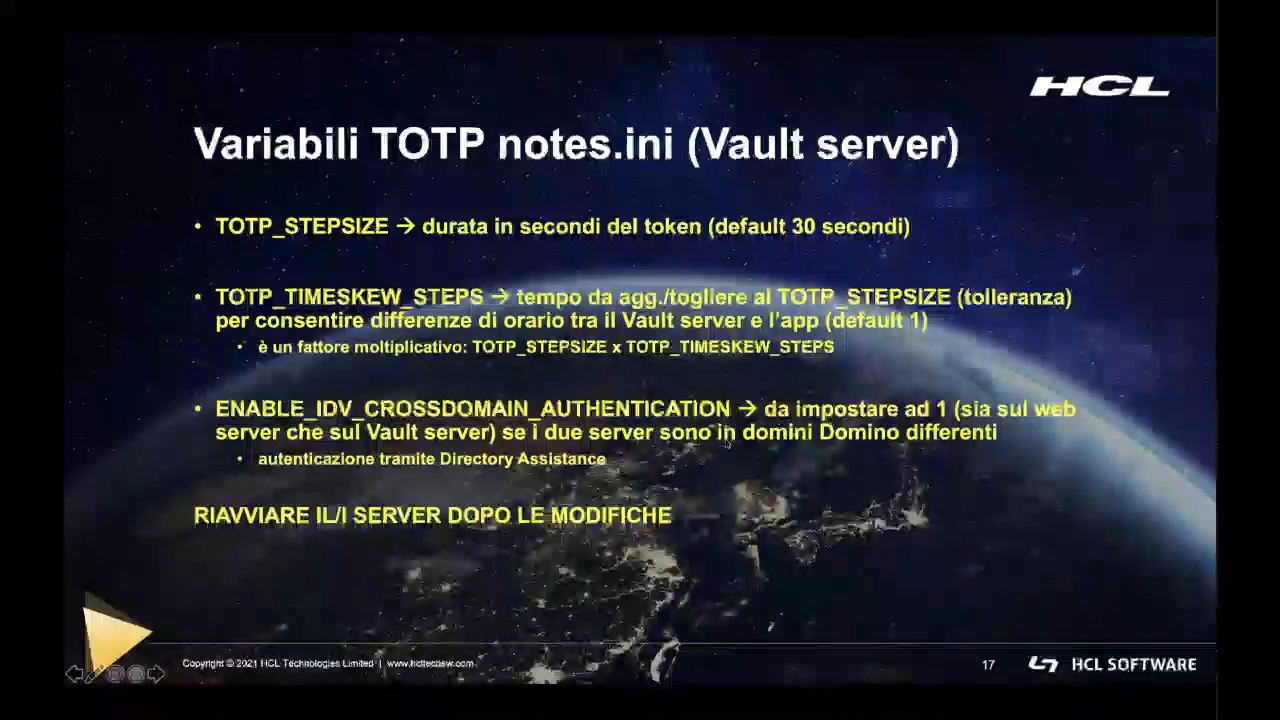 HCL
Variabili TOTP notes.ini (Vault server)
• TOTP_STEPSIZE → durata in secondi del token (default 30 secondi)
• TOTP_TIMESKEW_STEPS → tempo da agg./togliere al TOTP_STEPSIZE (tolleranza)
per consentire differenze di orario tra il Vault server e l'app (default 1)
• è un fattore moltiplicativo: TOTP_STEPSIZE x TOTP_TIMESKEW_STEPS
• ENABLE_IDV_CROSSDOMAIN_AUTHENTICATION → da impostare ad 1 (sia sul web
server che sul Vault server) se i due server sono in domini Domino differenti
• autenticazione tramite Directory Assistance
RIAVVIARE IL/I SERVER DOPO LE MODIFICHE
Copyright © 2021 HCL Technologies Limited | www.hcltechsw.com
17
HCL SOFTWARE